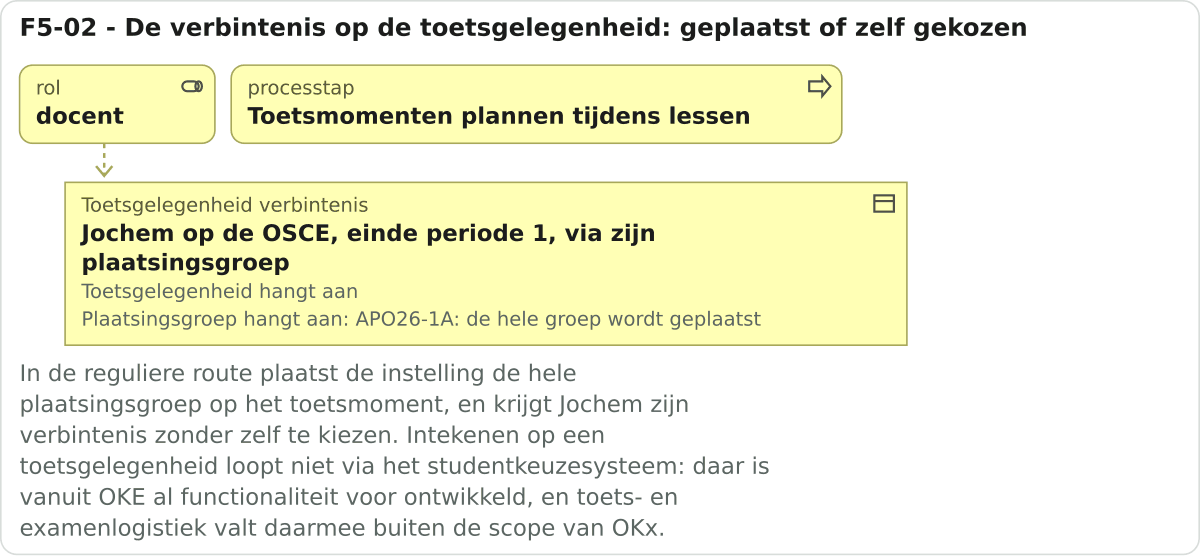 F5-02 - De verbintenis op de toetsgelegenheid: geplaatst of zelf gekozen
rol
docent
processtap
Toetsmomenten plannen tijdens lessen
Toetsgelegenheid verbintenis
Jochem op de OSCE, einde periode 1, via zijn
plaatsingsgroep
Toetsgelegenheid hangt aan
Plaatsingsgroep hangt aan: APO26-1A: de hele groep wordt geplaatst
In de reguliere route plaatst de instelling de hele
plaatsingsgroep op het toetsmoment, en krijgt Jochem zijn
verbintenis zonder zelf te kiezen. Intekenen op een
toetsgelegenheid loopt niet via het studentkeuzesysteem: daar is
vanuit OKE al functionaliteit voor ontwikkeld, en toets- en
examenlogistiek valt daarmee buiten de scope van OKx.